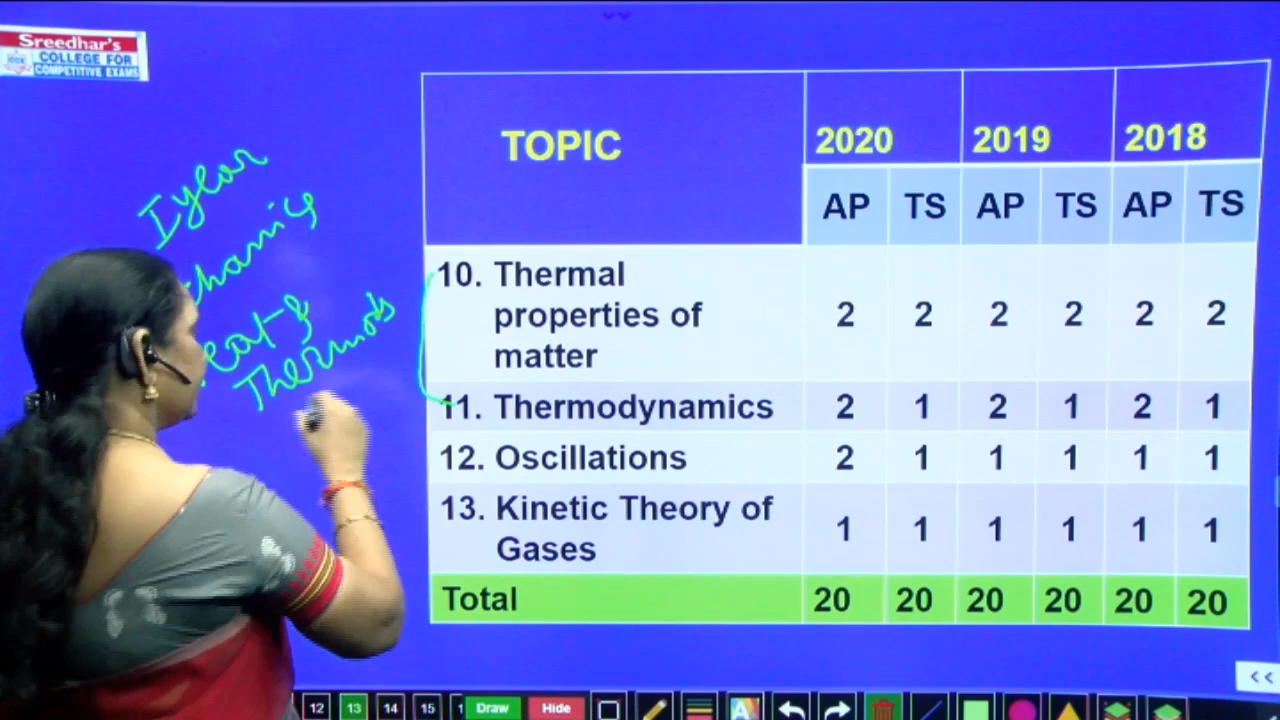 Sreedhar's
COLLEGE FOR
COMPETITIVE EXAMS
I year
Thermods
TOPIC 2020 2019 2018
AP TS AP TS AP TS
10. Thermal
properties of
matter
2 2 2 2 2 2
11. Thermodynamics 2 1 2 1 2 1
12. Oscillations 2 1 1 1 1 1
13. Kinetic Theory of
Gases
1 1 1 1 1 1
Total 20 20 20 20 20 20
<<
12 13 14 15 Draw Hide